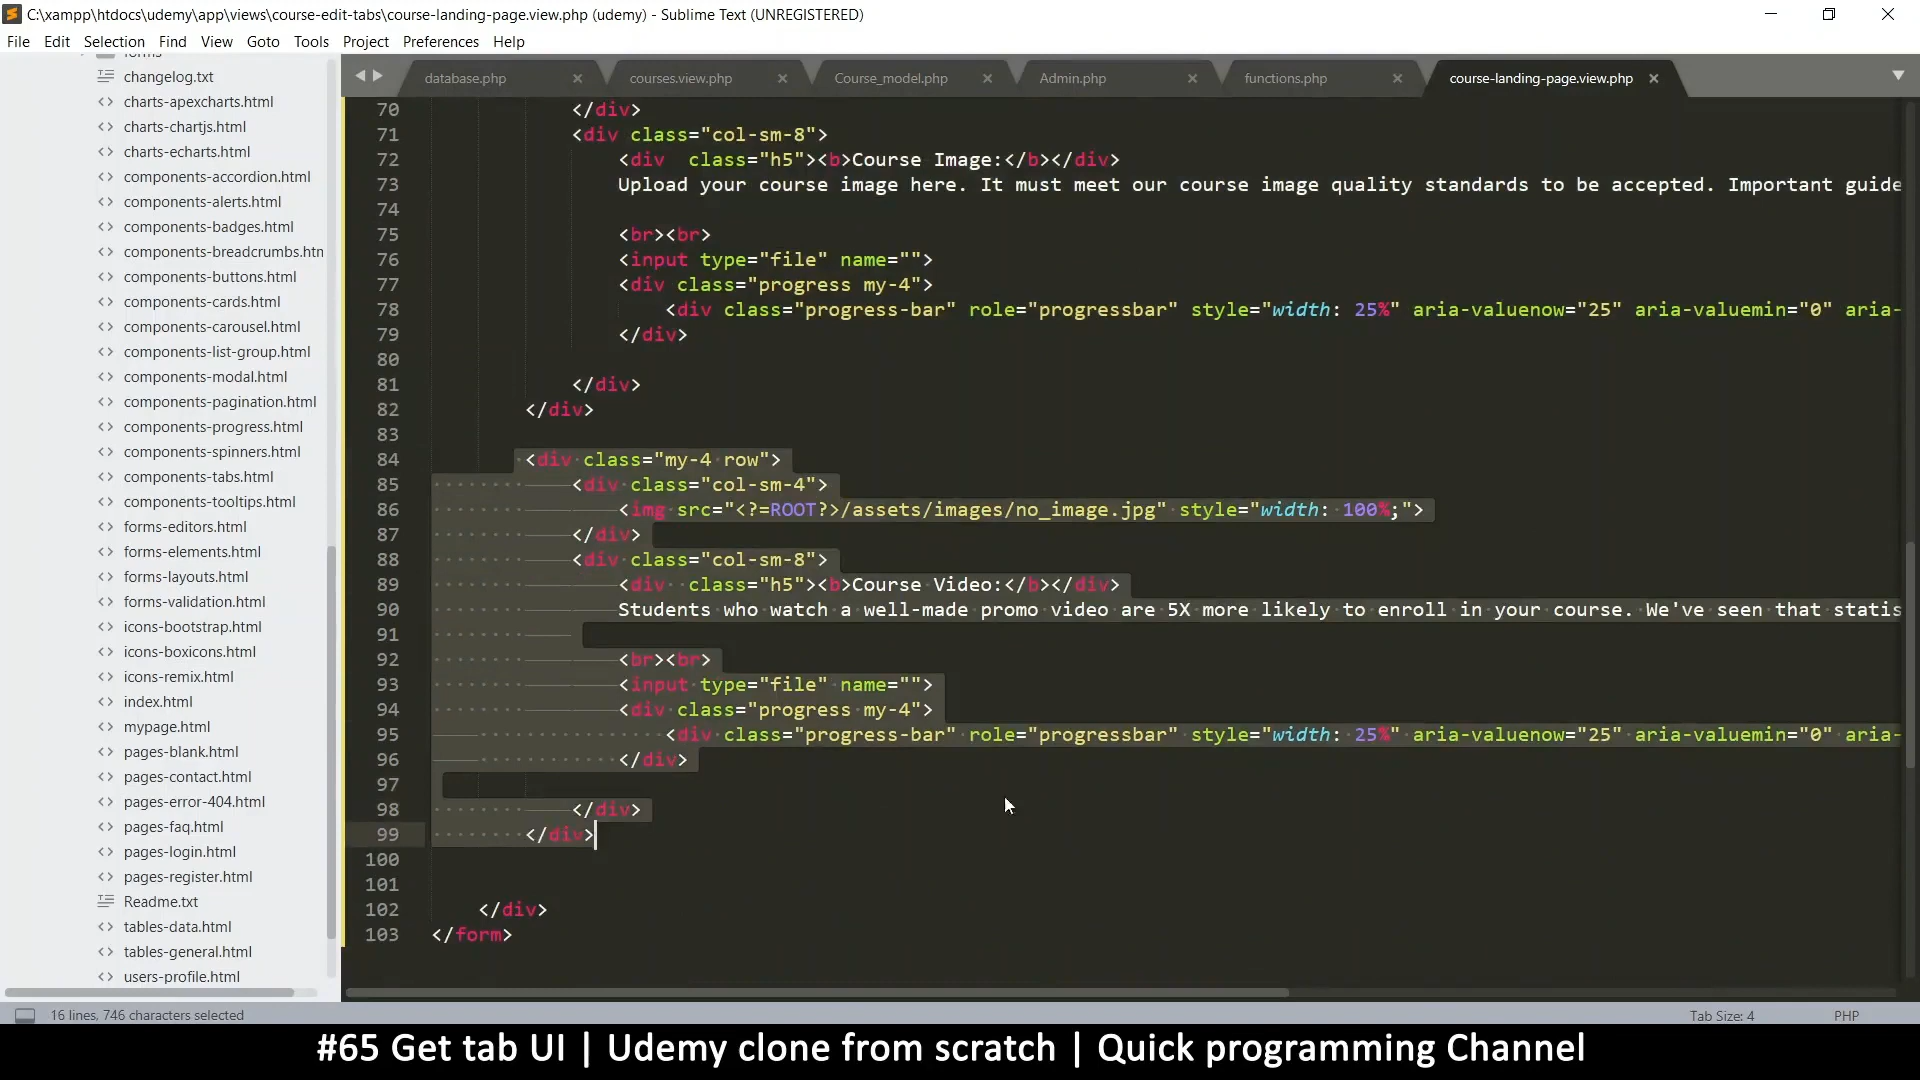 C:\xampp\htdocs\udemy\app\views\course-edit-tabs\course-landing-page.view.php (udemy) - Sublime Text (UNREGISTERED)
File Edit Selection Find View Goto Tools Project Preferences Help
forms
changelog.txt
charts-apexcharts.html
charts-chartjs.html
charts-echarts.html
components-accordion.html
components-alerts.html
components-badges.html
components-breadcrumbs.htm
components-buttons.html
components-cards.html
components-carousel.html
components-list-group.html
components-modal.html
components-pagination.html
components-progress.html
components-spinners.html
components-tabs.html
components-tooltips.html
forms-editors.html
forms-elements.html
forms-layouts.html
forms-validation.html
icons-bootstrap.html
icons-boxicons.html
icons-remix.html
index.html
mypage.html
pages-blank.html
pages-contact.html
pages-error-404.html
pages-faq.html
pages-login.html
pages-register.html
Readme.txt
tables-data.html
tables-general.html
users-profile.html
database.php courses.view.php Course_model.php Admin.php functions.php course-landing-page.view.php
70 </div>
71 <div class="col-sm-8">
72 <div  class="h5"><b>Course Image:</b></div>
73 Upload your course image here. It must meet our course image quality standards to be accepted. Important guide
74
75 <br><br>
76 <input type="file" name="">
77 <div class="progress my-4">
78 <div class="progress-bar" role="progressbar" style="width: 25%" aria-valuenow="25" aria-valuemin="0" aria-
79 </div>
80
81 </div>
82 </div>
83
84 <div class="my-4 row">
85 <div class="col-sm-4">
86 <img src="<?=ROOT?>/assets/images/no_image.jpg" style="width: 100%;">
87 </div>
88 <div class="col-sm-8">
89 <div  class="h5"><b>Course Video:</b></div>
90 Students who watch a well-made promo video are 5X more likely to enroll in your course. We've seen that statis
91
92 <br><br>
93 <input type="file" name="">
94 <div class="progress my-4">
95 <div class="progress-bar" role="progressbar" style="width: 25%" aria-valuenow="25" aria-valuemin="0" aria-
96 </div>
97
98 </div>
99 </div>
100
101
102 </div>
103 </form>
16 lines, 746 characters selected
Tab Size: 4 PHP
#65 Get tab UI | Udemy clone from scratch | Quick programming Channel